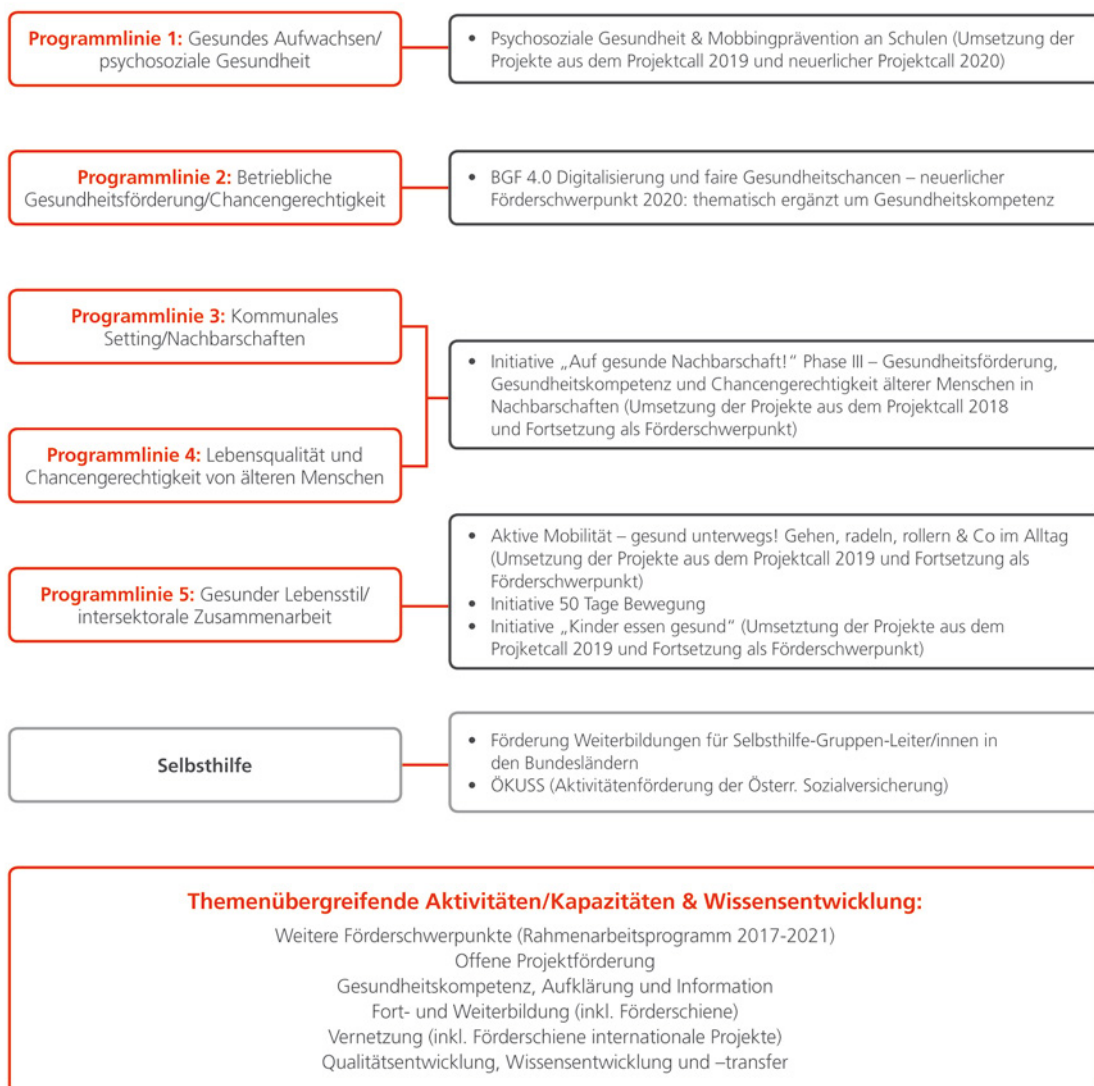 Programmlinie 1: Gesundes Aufwachsen/
psychosoziale Gesundheit
• Psychosoziale Gesundheit & Mobbingprävention an Schulen (Umsetzung der
Projekte aus dem Projektcall 2019 und neuerlicher Projektcall 2020)
Programmlinie 2: Betriebliche
Gesundheitsförderung/Chancengerechtigkeit
• BGF 4.0 Digitalisierung und faire Gesundheitschancen – neuerlicher
Förderschwerpunkt 2020: thematisch ergänzt um Gesundheitskompetenz
Programmlinie 3: Kommunales
Setting/Nachbarschaften
Programmlinie 4: Lebensqualität und
Chancengerechtigkeit von älteren Menschen
• Initiative „Auf gesunde Nachbarschaft!“ Phase III – Gesundheitsförderung,
Gesundheitskompetenz und Chancengerechtigkeit älterer Menschen in
Nachbarschaften (Umsetzung der Projekte aus dem Projektcall 2018
und Fortsetzung als Förderschwerpunkt)
Programmlinie 5: Gesunder Lebensstil/
intersektorale Zusammenarbeit
• Aktive Mobilität – gesund unterwegs! Gehen, radeln, rollern & Co im Alltag
(Umsetzung der Projekte aus dem Projektcall 2019 und Fortsetzung als
Förderschwerpunkt)
• Initiative 50 Tage Bewegung
• Initiative „Kinder essen gesund“ (Umsetztung der Projekte aus dem
Projketcall 2019 und Fortsetzung als Förderschwerpunkt)
Selbsthilfe
• Förderung Weiterbildungen für Selbsthilfe-Gruppen-Leiter/innen in
den Bundesländern
• ÖKUSS (Aktivitätenförderung der Österr. Sozialversicherung)
Themenübergreifende Aktivitäten/Kapazitäten & Wissensentwicklung:
Weitere Förderschwerpunkte (Rahmenarbeitsprogramm 2017-2021)
Offene Projektförderung
Gesundheitskompetenz, Aufklärung und Information
Fort- und Weiterbildung (inkl. Förderschiene)
Vernetzung (inkl. Förderschiene internationale Projekte)
Qualitätsentwicklung, Wissensentwicklung und –transfer